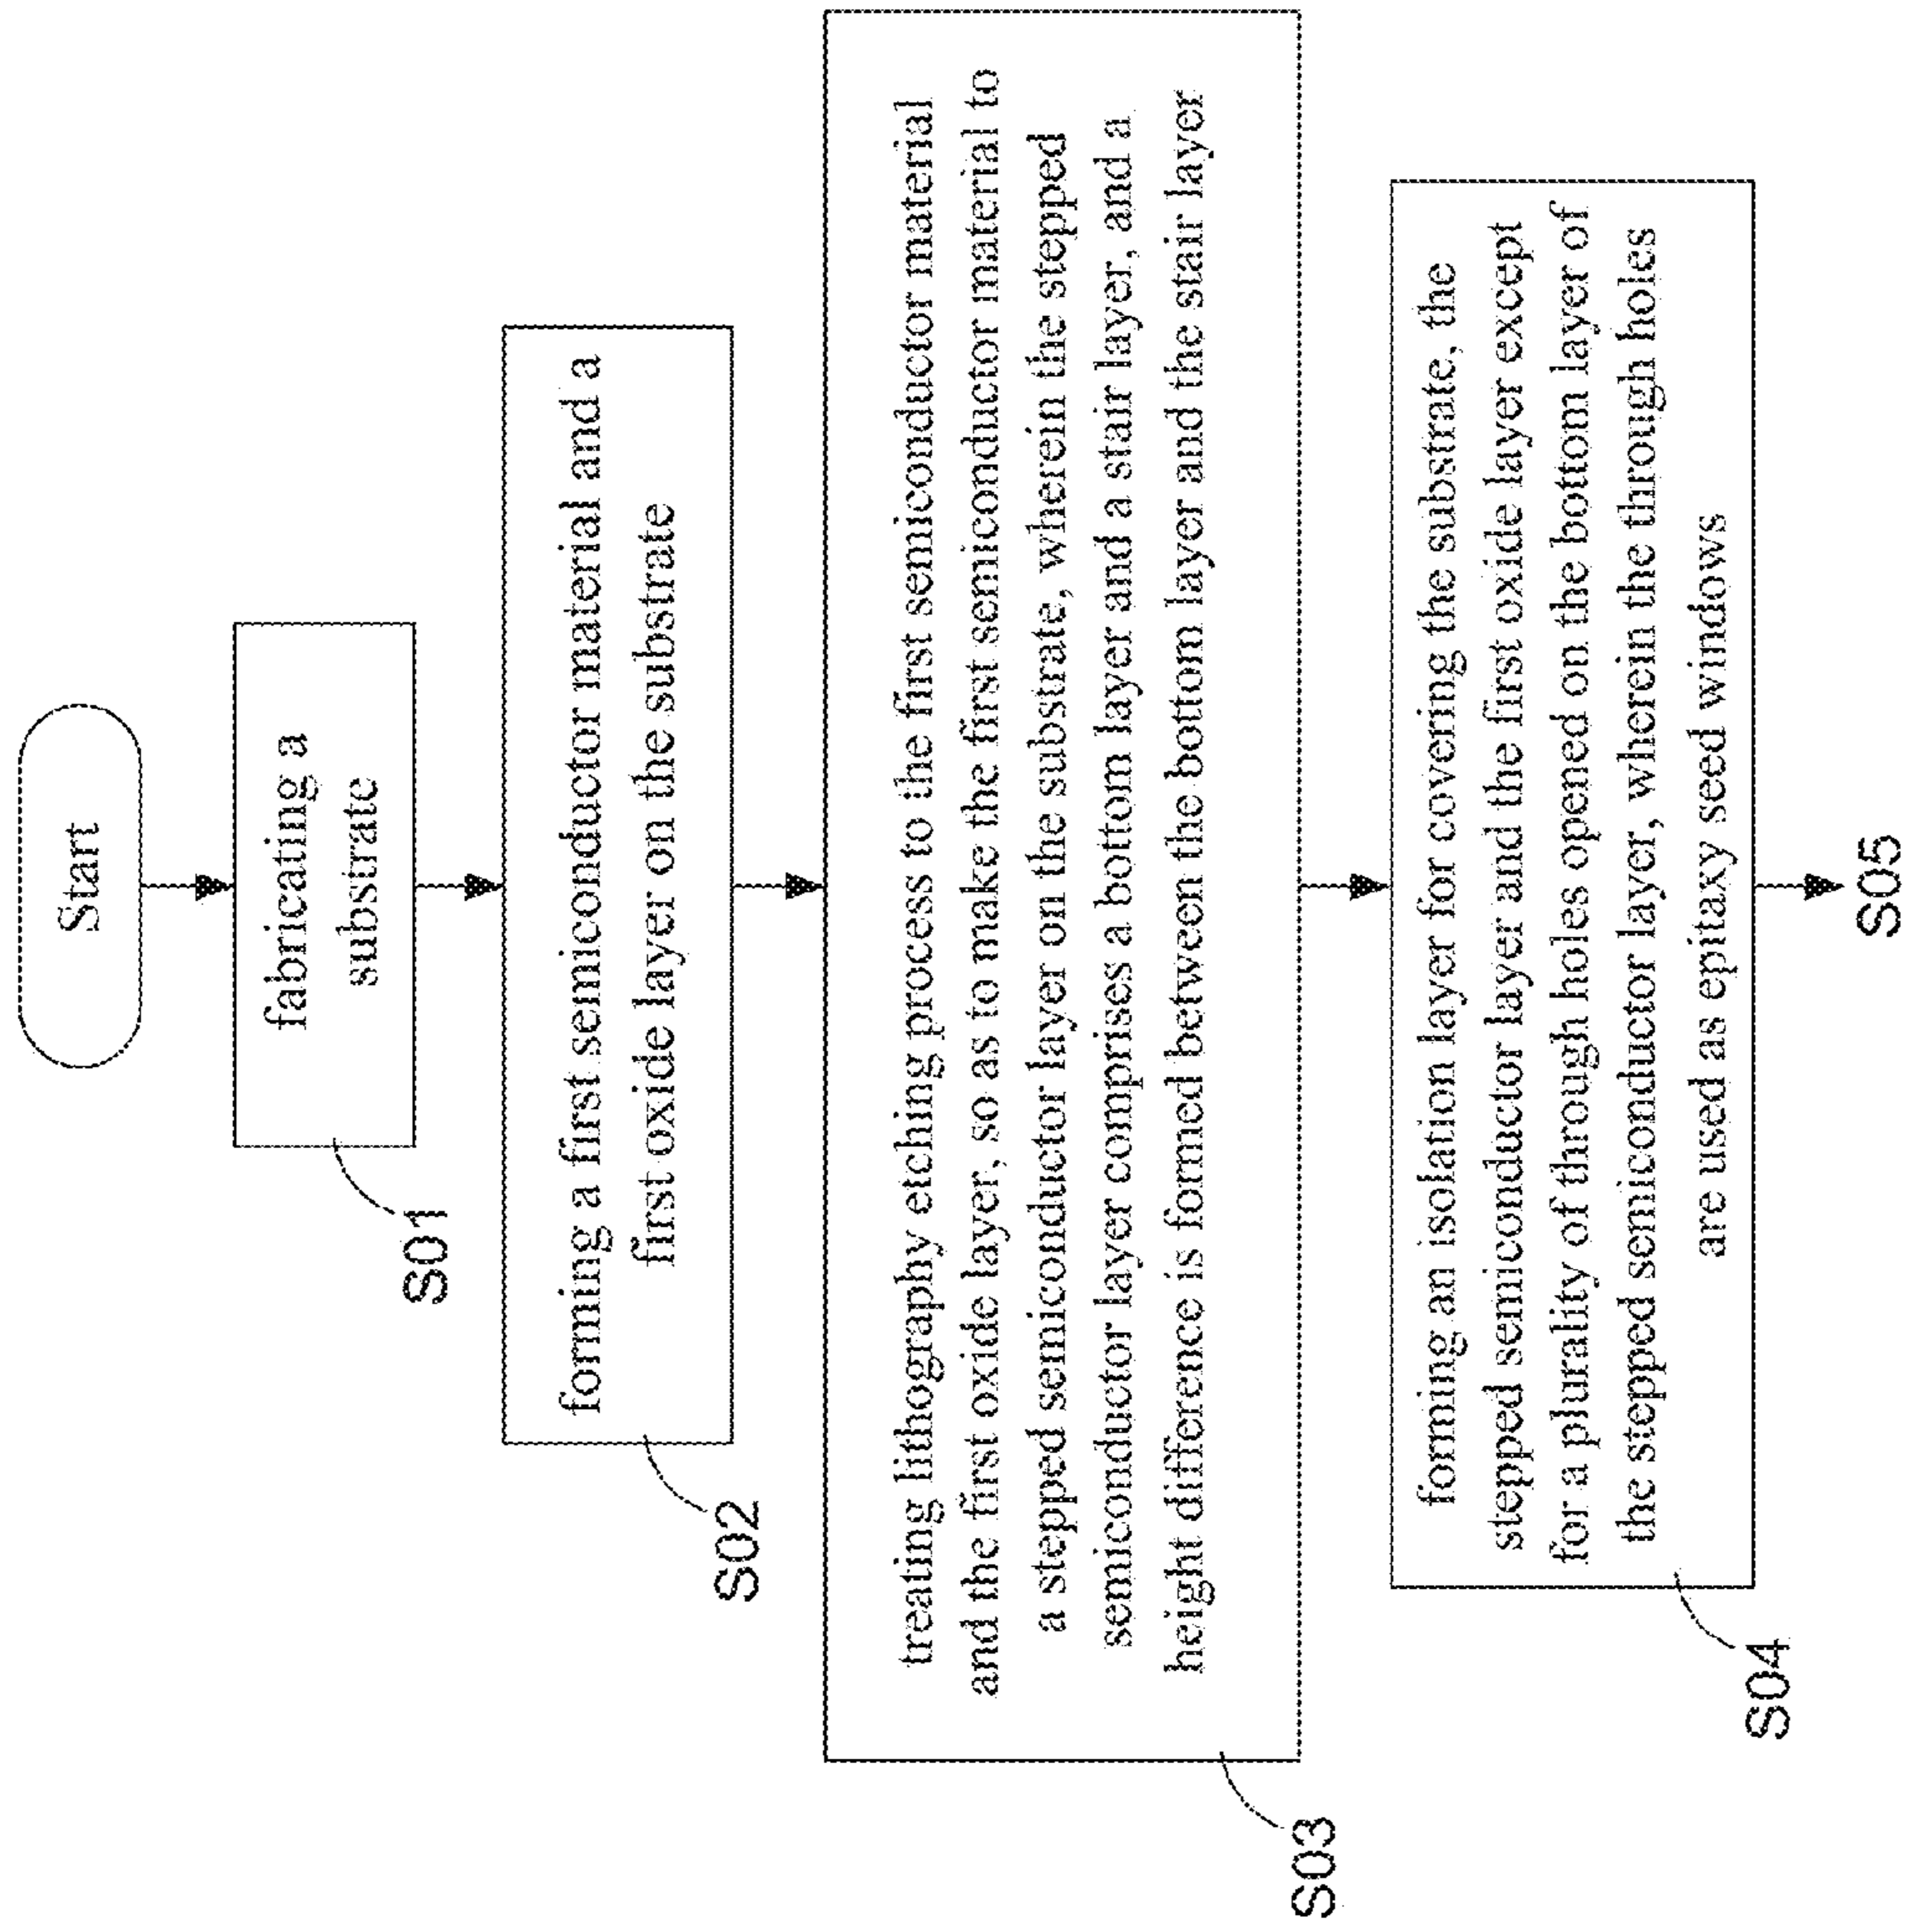 Start
fabricating a
substrate
S01
forming a first semiconductor material and a
first oxide layer on the substrate
S02
treating lithography etching process to the first semiconductor material
and the first oxide layer, so as to make the first semiconductor material to
a stepped semiconductor layer on the substrate, wherein the stepped
semiconductor layer comprises a bottom layer and a stair layer, and a
height difference is formed between the bottom layer and the stair layer
S03
forming an isolation layer for covering the substrate, the
stepped semiconductor layer and the first oxide layer except
for a plurality of through holes opened on the bottom layer of
the stepped semiconductor layer, wherein the through holes
are used as epitaxy seed windows
S04
S05